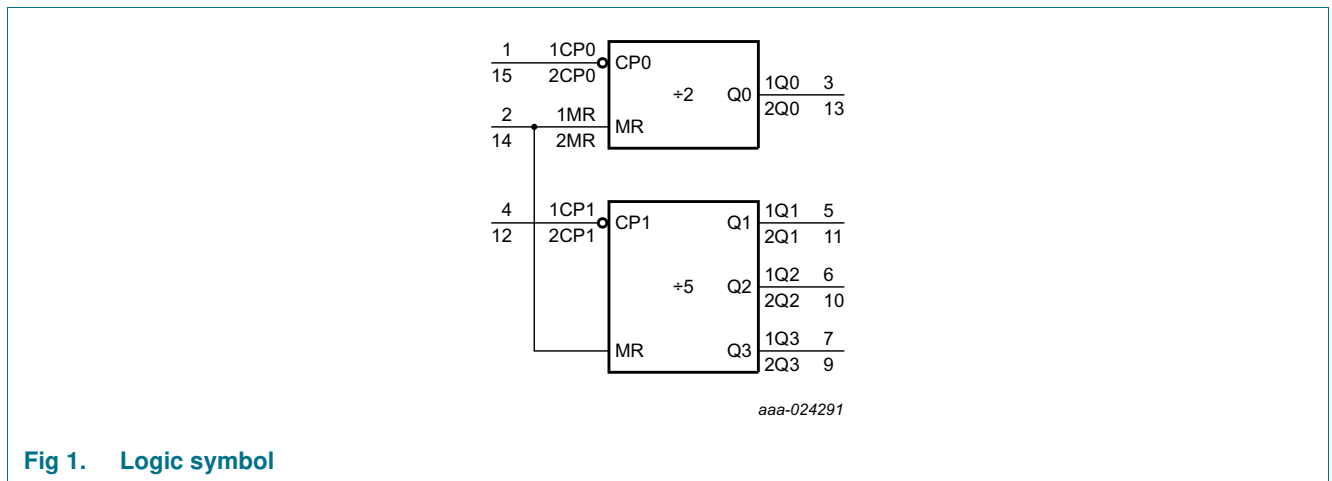 1 1CP0
15 2CP0
CP0
÷2
Q0
1Q0 3
2Q0 13
2 1MR
14 2MR
MR
4 1CP1
12 2CP1
CP1
Q1
1Q1 5
2Q1 11
÷5
Q2
1Q2 6
2Q2 10
MR
Q3
1Q3 7
2Q3 9
aaa-024291
Fig 1. Logic symbol